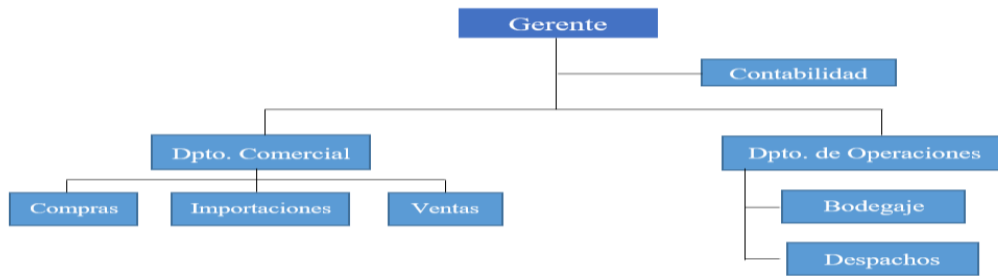 Gerente
Contabilidad
Dpto. Comercial
Dpto. de Operaciones
Compras
Importaciones
Ventas
Bodegaje
Despachos